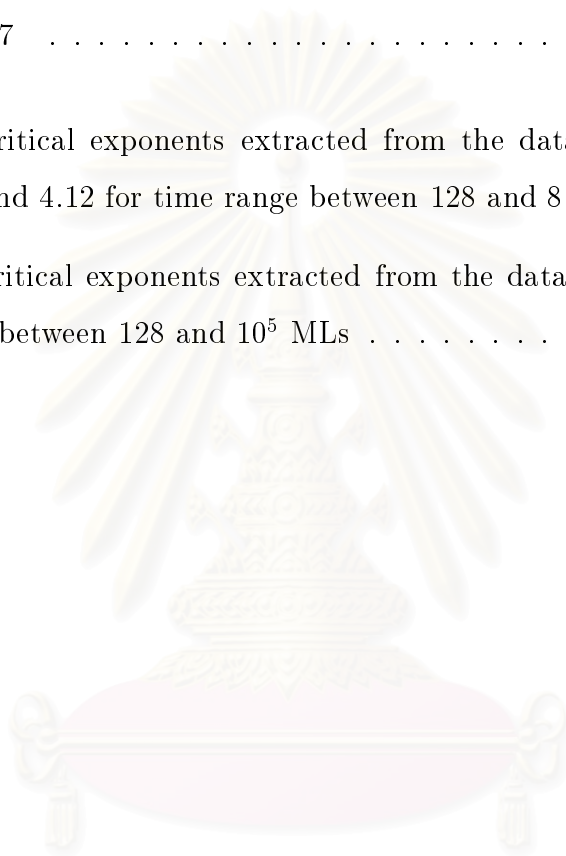 7 . . . . . . . . . . . . . . . . . . . . .
ritical exponents extracted from the data
nd 4.12 for time range between 128 and 8
ritical exponents extracted from the data
between 128 and 10⁵ MLs . . . . . . . .